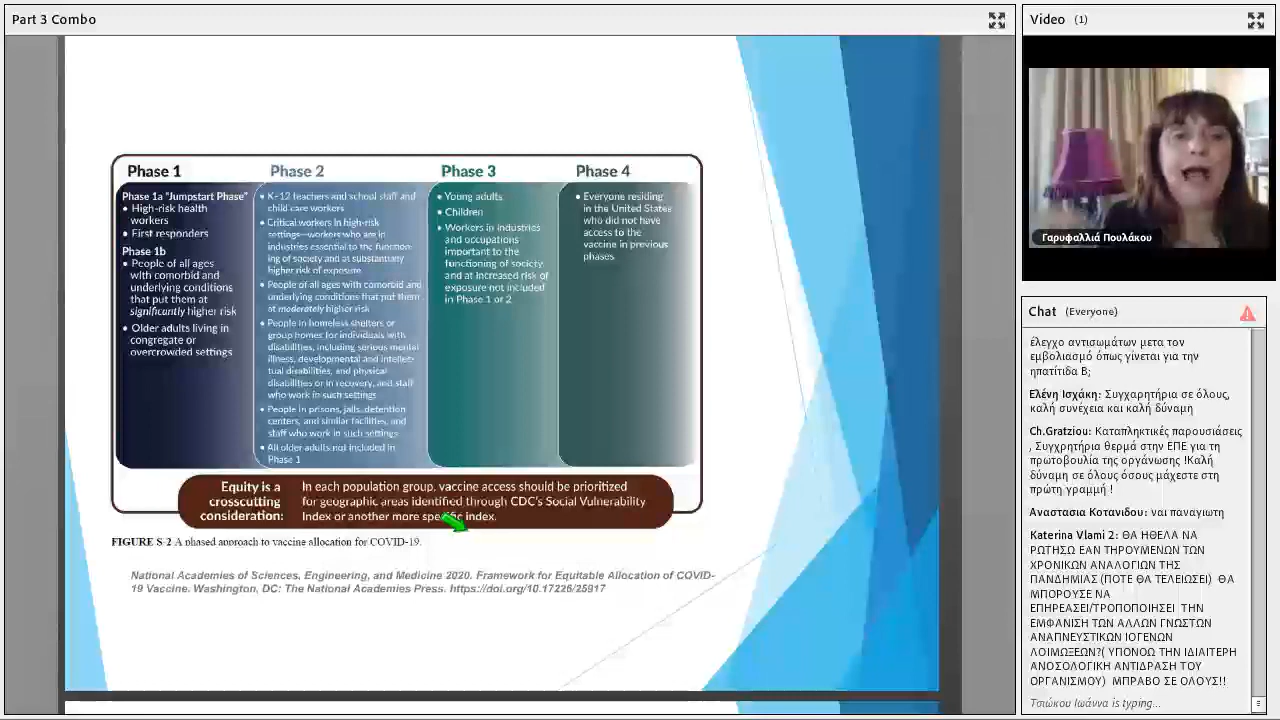 Part 3 Combo
Phase 1
Phase 1a "Jumpstart Phase"
• High-risk health
workers
• First responders
Phase 1b
• People of all ages
with comorbid and
underlying conditions
that put them at
significantly higher risk
• Older adults living in
congregate or
overcrowded settings
Phase 2
• K–12 teachers and school staff and
child care workers
• Critical workers in high-risk
settings—workers who are in
industries essential to the function-
ing of society and at substantially
higher risk of exposure
• People of all ages with comorbid and
underlying conditions that put them
at moderately higher risk
• People in homeless shelters or
group homes for individuals with
disabilities, including serious mental
illness, developmental and intellec-
tual disabilities, and physical
disabilities or in recovery, and staff
who work in such settings
• People in prisons, jails, detention
centers, and similar facilities, and
staff who work in such settings
• All older adults not included in
Phase 1
Phase 3
• Young adults
• Children
• Workers in industries
and occupations
important to the
functioning of society
and at increased risk of
exposure not included
in Phase 1 or 2
Phase 4
• Everyone residing
in the United States
who did not have
access to the
vaccine in previous
phases
Equity is a
crosscutting
consideration:
In each population group, vaccine access should be prioritized
for geographic areas identified through CDC's Social Vulnerability
Index or another more specific index.
FIGURE S-2 A phased approach to vaccine allocation for COVID-19.
National Academies of Sciences, Engineering, and Medicine 2020. Framework for Equitable Allocation of COVID-
19 Vaccine. Washington, DC: The National Academies Press. https://doi.org/10.17226/25917
Video (1)
Γαρυφαλλιά Πουλάκου
Chat (Everyone)
έλεγχο αντισωμάτων μετα τον
εμβολιασμό όπως γίνεται για την
ηπατίτιδα Β;
Ελένη Ισχάκη: Συγχαρητήρια σε όλους,
καλή συνέχεια και καλή δύναμη
Ch.Gratz: Καταπληκτικές παρουσιάσεις
, Συγχρητήρια θερμό στην ΕΠΕ για τη
πρωτοβουλία της οργάνωσης !Καλή
δύναμη σε όλους όσους μάχεστε στη
πρώτη γραμμή !
Αναστασια Κοτανιδου: ναι παναγιωτη
Katerina Vlami 2: ΘΑ ΗΘΕΛΑ ΝΑ
ΡΩΤΗΣΩ ΕΑΝ ΤΗΡΟΥΜΕΝΩΝ ΤΩΝ
ΧΡΟΝΙΚΩΝ ΑΝΑΛΟΓΙΩΝ ΤΗΣ
ΠΑΝΔΗΜΙΑΣ (ΠΟΤΕ ΘΑ ΤΕΛΕΙΩΣΕΙ) ΘΑ
ΜΠΟΡΟΥΣΕ ΝΑ
ΕΠΗΡΕΑΣΕΙ/ΤΡΟΠΟΠΟΙΗΣΕΙ ΤΗΝ
ΕΜΦΑΝΙΣΗ ΤΩΝ ΑΛΛΩΝ ΓΝΩΣΤΩΝ
ΑΝΑΠΝΕΥΣΤΙΚΩΝ ΙΟΓΕΝΩΝ
ΛΟΙΜΩΞΕΩΝ?( ΥΠΟΝΟΩ ΤΗΝ ΙΔΙΑΙΤΕΡΗ
ΑΝΟΣΟΛΟΓΙΚΗ ΑΝΤΙΔΡΑΣΗ ΤΟΥ
ΟΡΓΑΝΙΣΜΟΥ) ΜΠΡΑΒΟ ΣΕ ΟΛΟΥΣ!!
Τσιώκου Ιωάννα is typing...